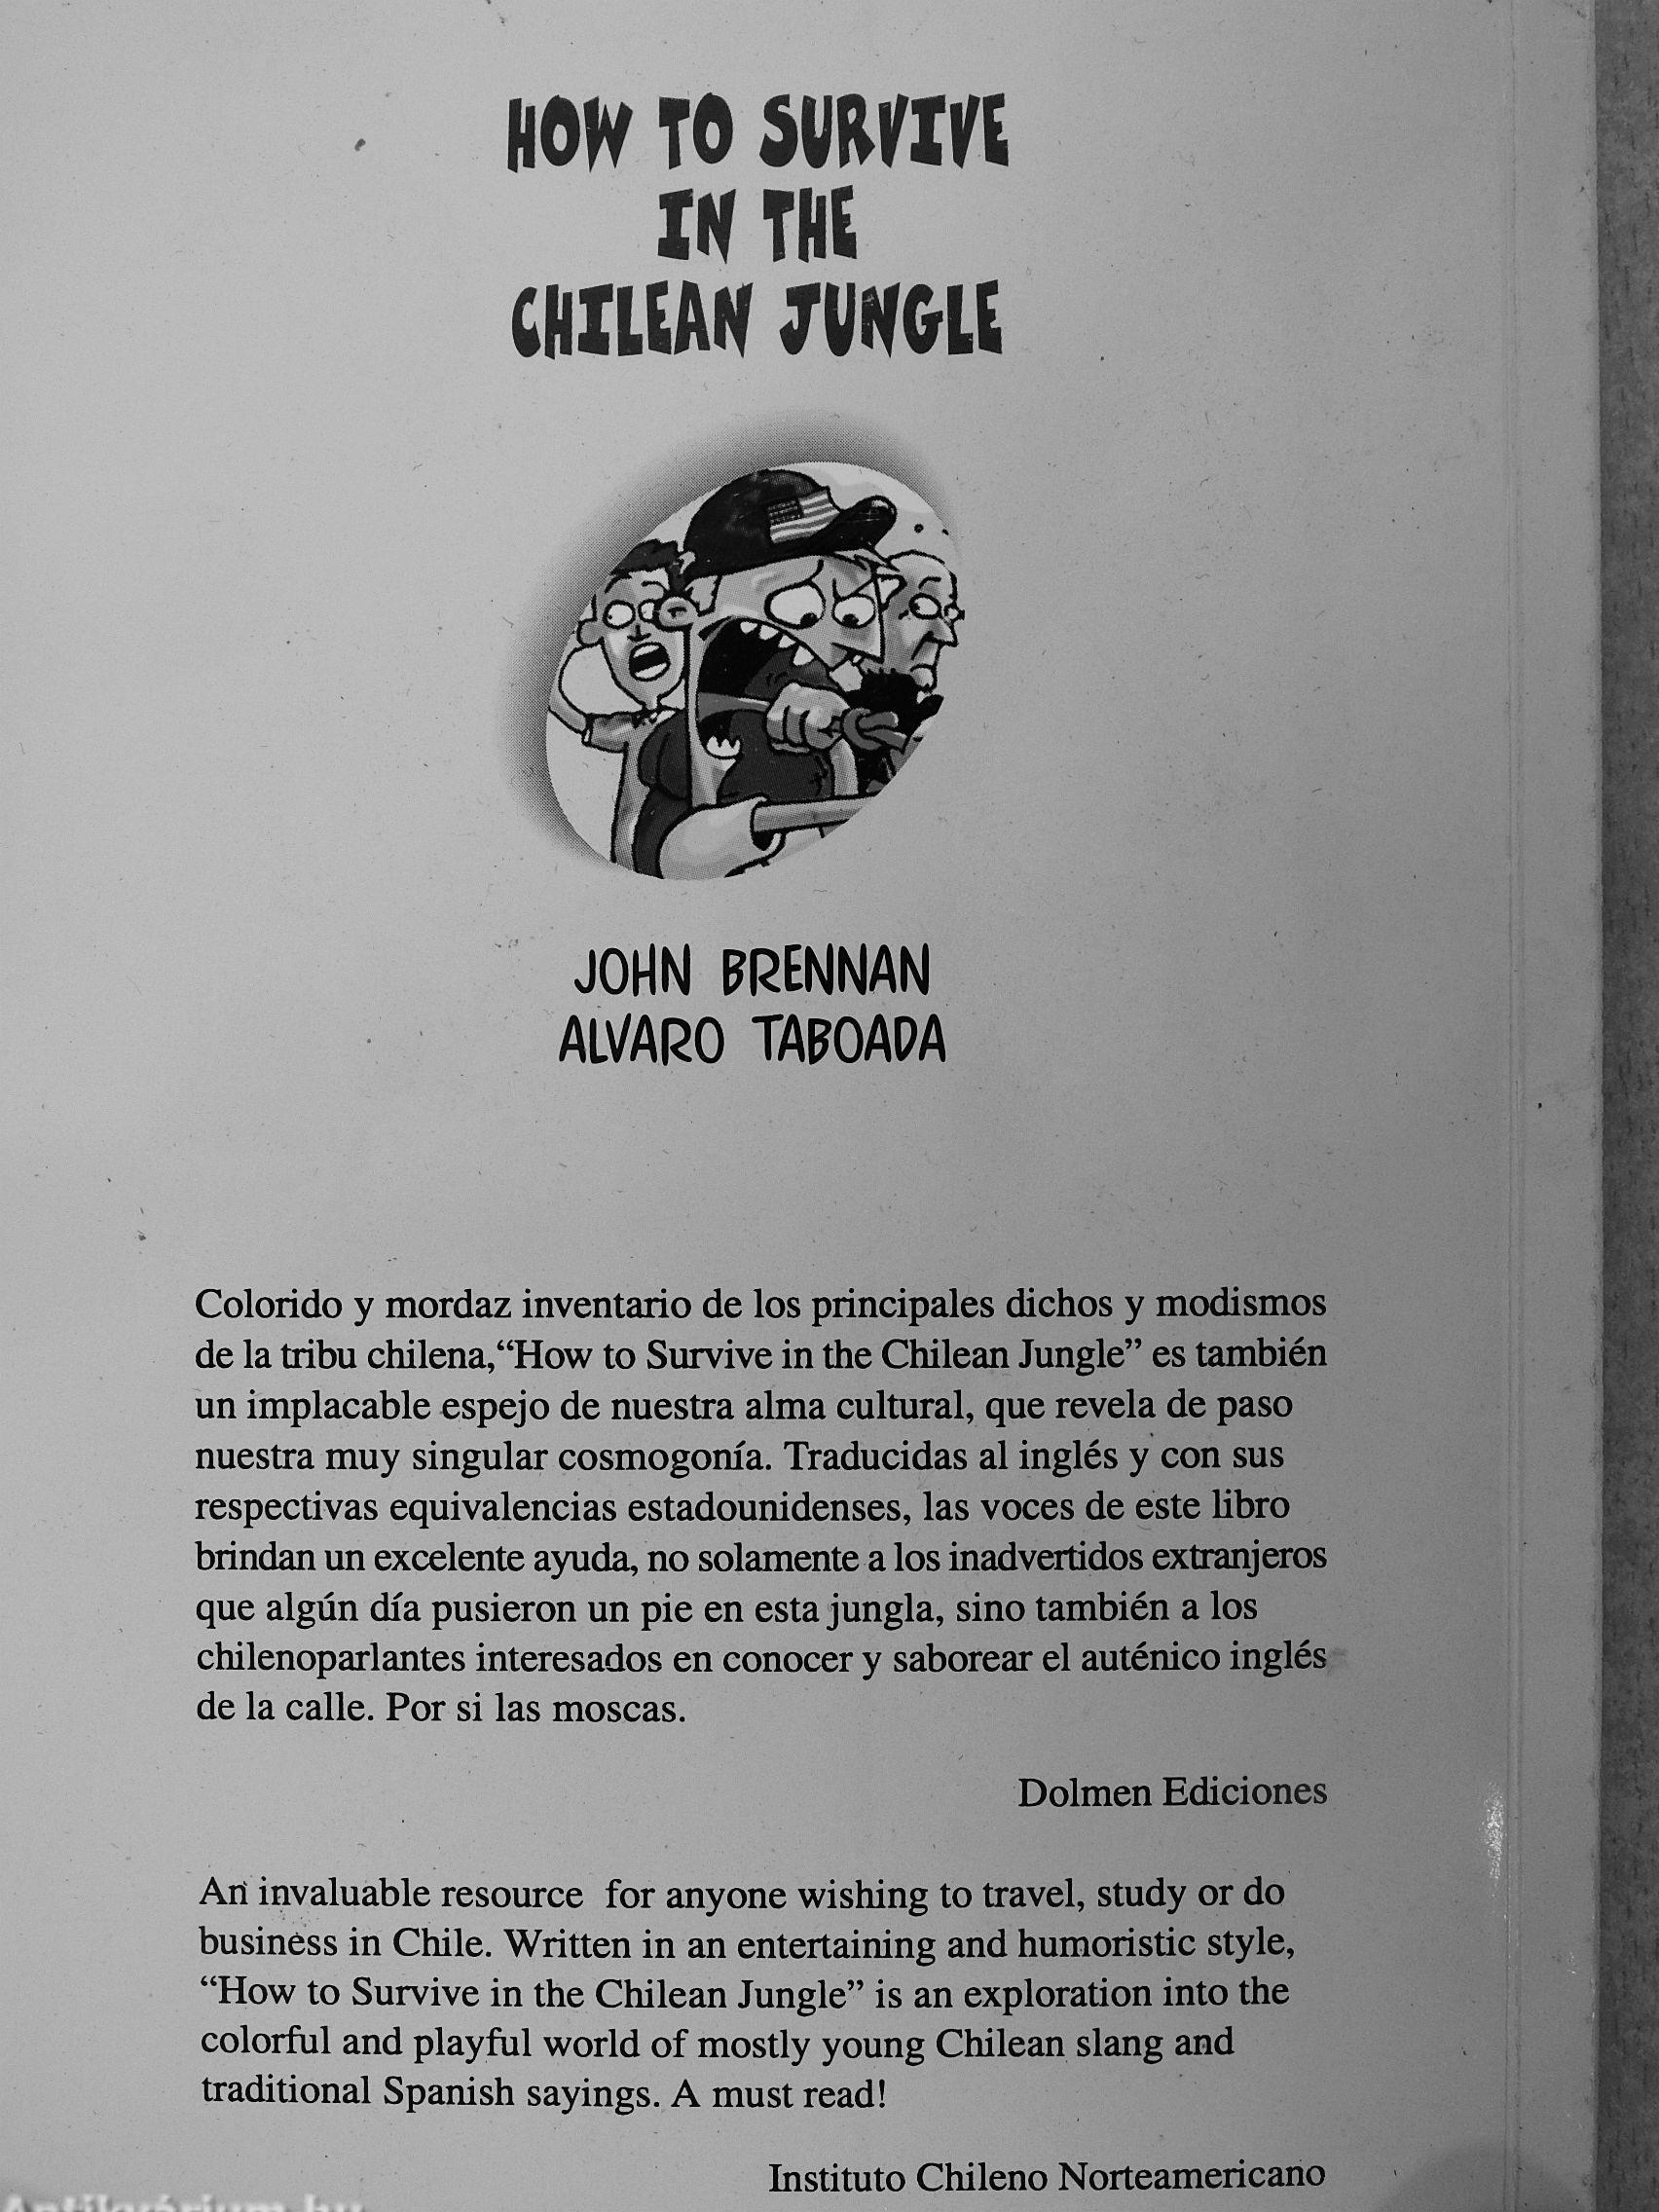 HOW TO SURVIVE
IN THE
CHILEAN JUNGLE
JOHN BRENNAN
ALVARO TABOADA
Colorido y mordaz inventario de los principales dichos y modismos
de la tribu chilena,“How to Survive in the Chilean Jungle” es también
un implacable espejo de nuestra alma cultural, que revela de paso
nuestra muy singular cosmogonía. Traducidas al inglés y con sus
respectivas equivalencias estadounidenses, las voces de este libro
brindan un excelente ayuda, no solamente a los inadvertidos extranjeros
que algún día pusieron un pie en esta jungla, sino también a los
chilenoparlantes interesados en conocer y saborear el auténico inglés
de la calle. Por si las moscas.
Dolmen Ediciones
An invaluable resource for anyone wishing to travel, study or do
business in Chile. Written in an entertaining and humoristic style,
“How to Survive in the Chilean Jungle” is an exploration into the
colorful and playful world of mostly young Chilean slang and
traditional Spanish sayings. A must read!
Instituto Chileno Norteamericano